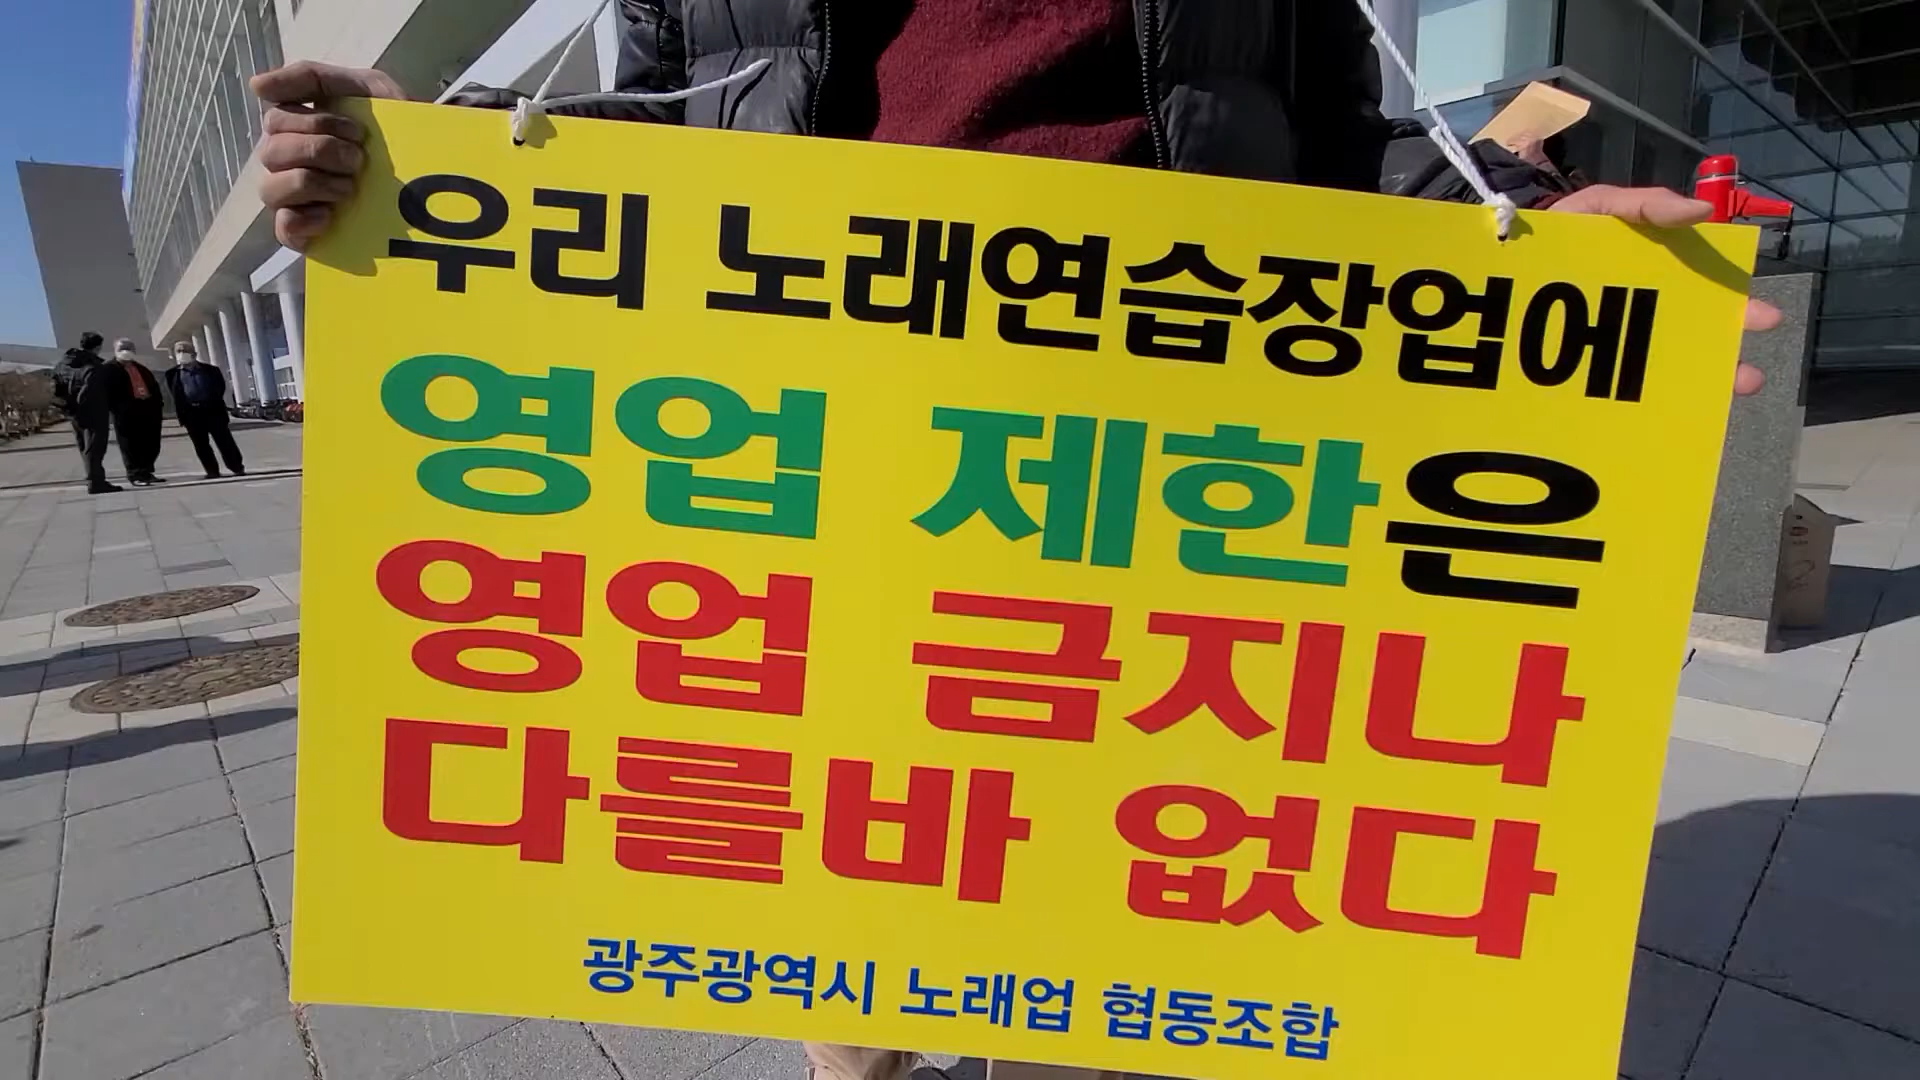 우리 노래연습장업에
영업 제한은
영업 금지나
다를바 없다
광주광역시 노래업 협동조합